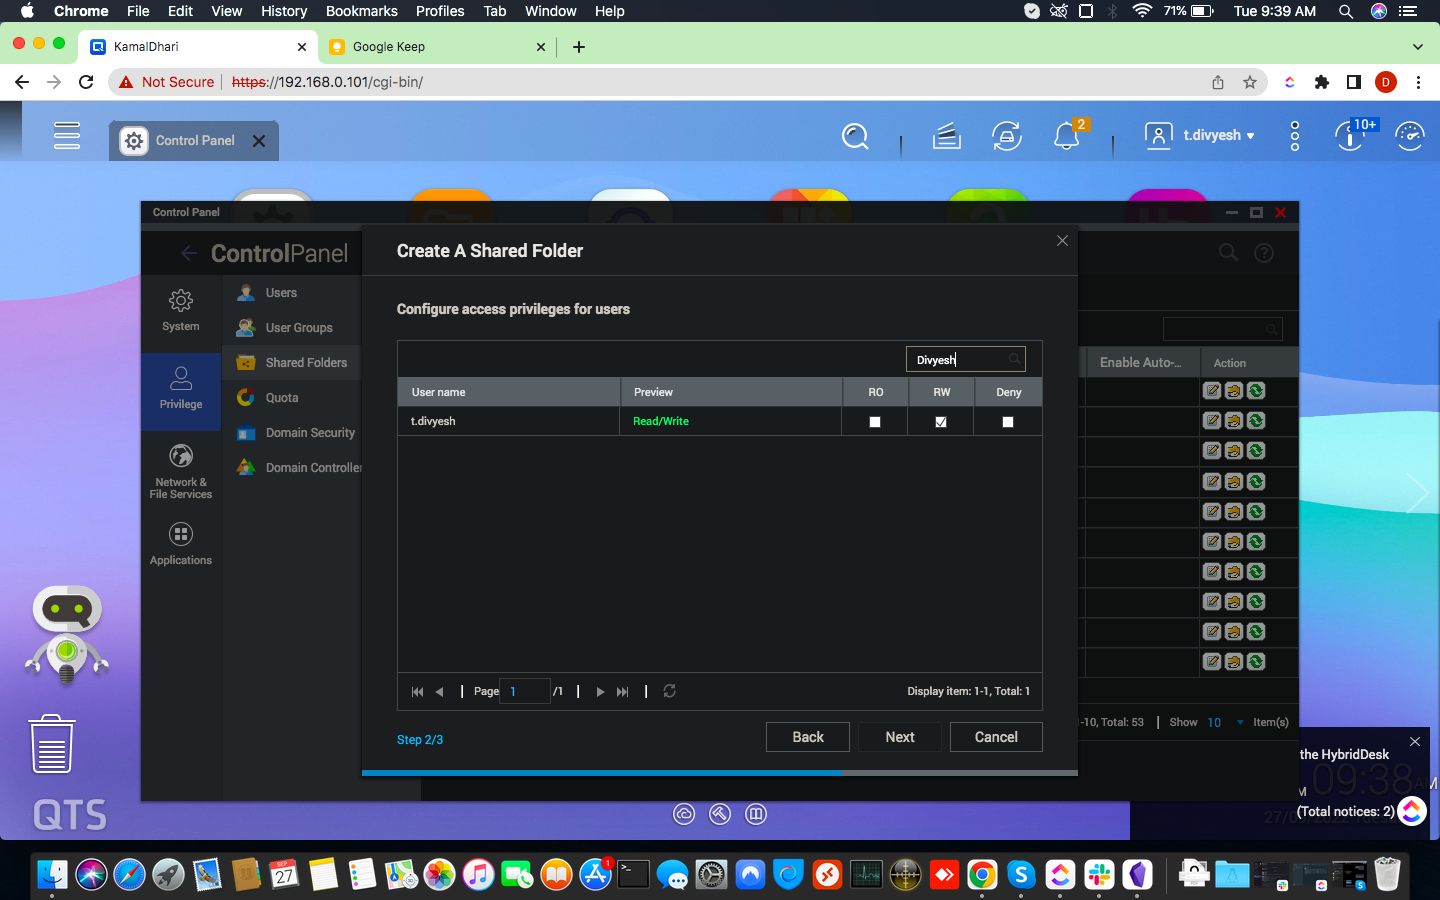 Chrome File Edit View History Bookmarks Profiles Tab Window Help 71% Tue 9:39 AM
KamalDhari Google Keep
Not Secure https://192.168.0.101/cgi-bin/ D
Control Panel 2 t.divyesh 10+
Control Panel
ControlPanel
Create A Shared Folder
System
Privilege
Network &
File Services
Applications
Users
User Groups
Shared Folders
Quota
Domain Security
Domain Controller
Configure access privileges for users
Divyesh
User name Preview RO RW Deny
t.divyesh Read/Write
Page 1 /1 Display item: 1-1, Total: 1
Step 2/3 Back Next Cancel
Enable Auto-... Action
-10, Total: 53 Show 10 Item(s)
the HybridDesk
09:38 AM
(Total notices: 2)
QTS
SEP
27
1